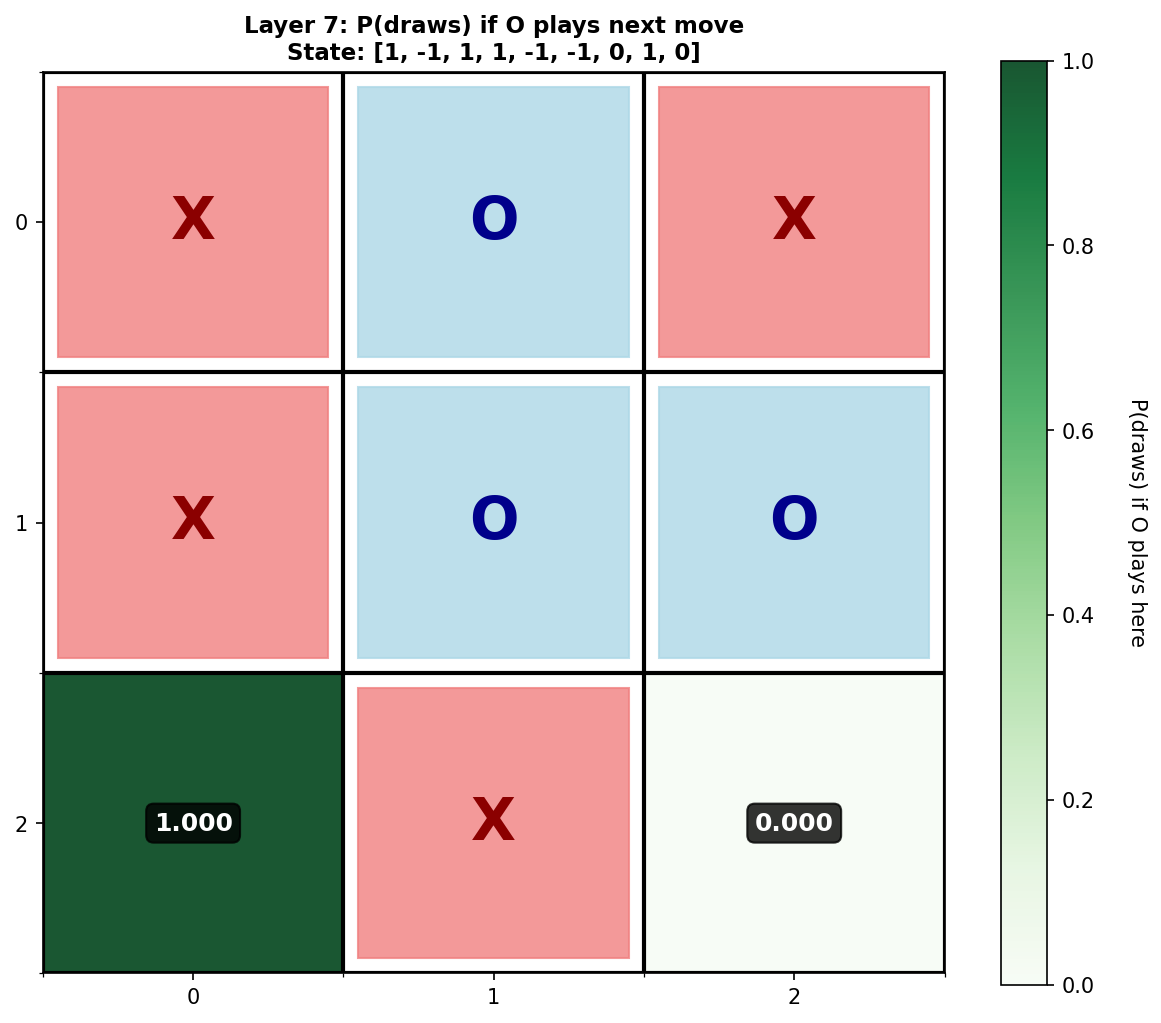 Layer 7: P(draws) if O plays next move
State: [1, -1, 1, 1, -1, -1, 0, 1, 0]
0 X O X
1 X O O
2 1.000 X 0.000
0 1 2
1.0
0.8
0.6
0.4
0.2
0.0
P(draws) if O plays here